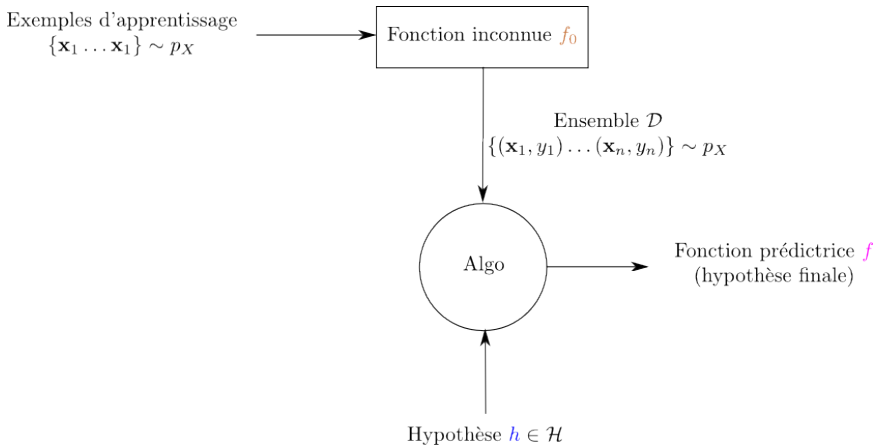 Exemples d'apprentissage
{x₁ … x₁} ∼ p_X
Fonction inconnue f₀
Ensemble 𝒟
{(x₁, y₁) … (xₙ, yₙ)} ∼ p_X
Algo
Fonction prédictrice f
(hypothèse finale)
Hypothèse h ∈ ℋ